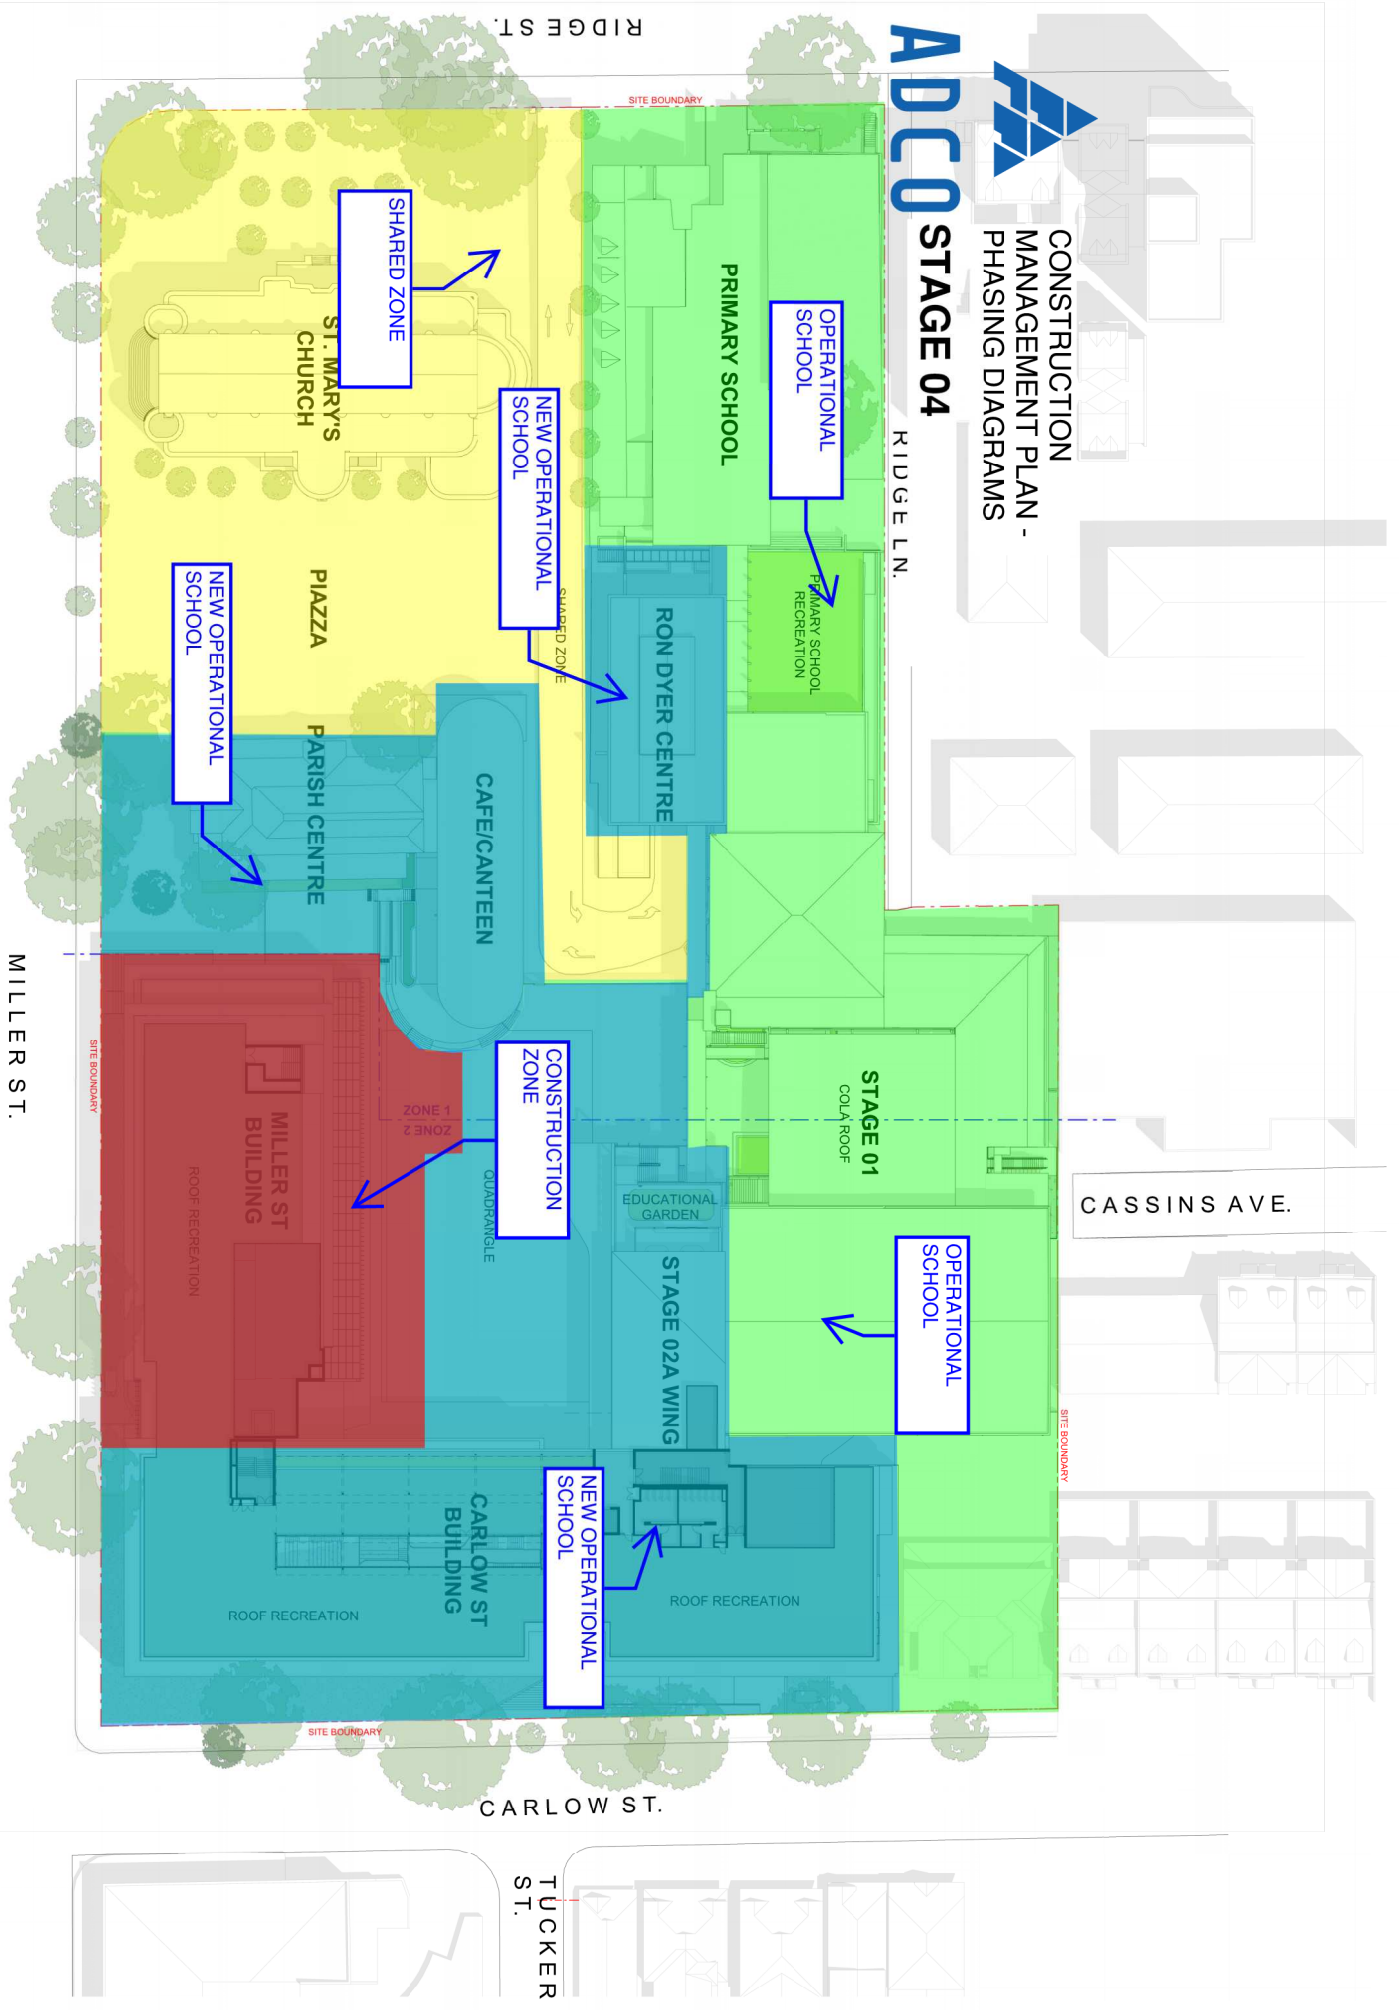 ADCO
CONSTRUCTION
MANAGEMENT PLAN -
PHASING DIAGRAMS
STAGE 04
RIDGE ST.
SITE BOUNDARY
RIDGE LN.
SHARED ZONE
ST. MARY'S
CHURCH
PRIMARY SCHOOL
OPERATIONAL
SCHOOL
NEW OPERATIONAL
SCHOOL
PRIMARY SCHOOL
RECREATION
SHARED ZONE
RON DYER CENTRE
PIAZZA
NEW OPERATIONAL
SCHOOL
PARISH CENTRE
CAFE/CANTEEN
MILLER ST.
SITE BOUNDARY
ZONE 1
ZONE 2
CONSTRUCTION
ZONE
MILLER ST
BUILDING
ROOF RECREATION
QUADRANGLE
EDUCATIONAL
GARDEN
STAGE 02A WING
STAGE 01
COLA ROOF
CASSINS AVE.
OPERATIONAL
SCHOOL
SITE BOUNDARY
NEW OPERATIONAL
SCHOOL
CARLOW ST
BUILDING
ROOF RECREATION
ROOF RECREATION
SITE BOUNDARY
CARLOW ST.
TUCKER
ST.